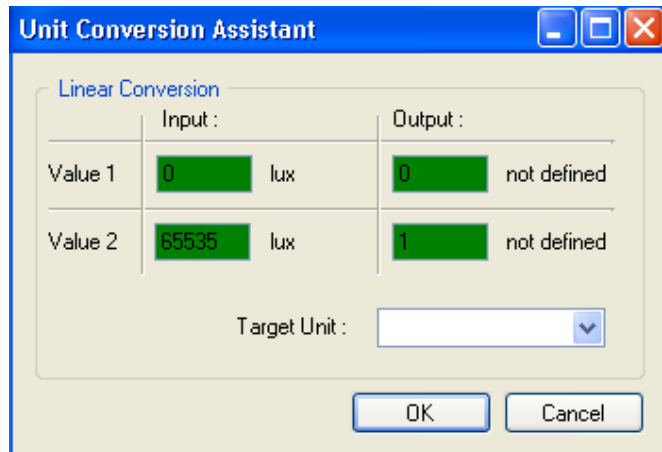 Unit Conversion Assistant
Linear Conversion
Input : Output :
Value 1 0 lux 0 not defined
Value 2 65535 lux 1 not defined
Target Unit :
OK Cancel